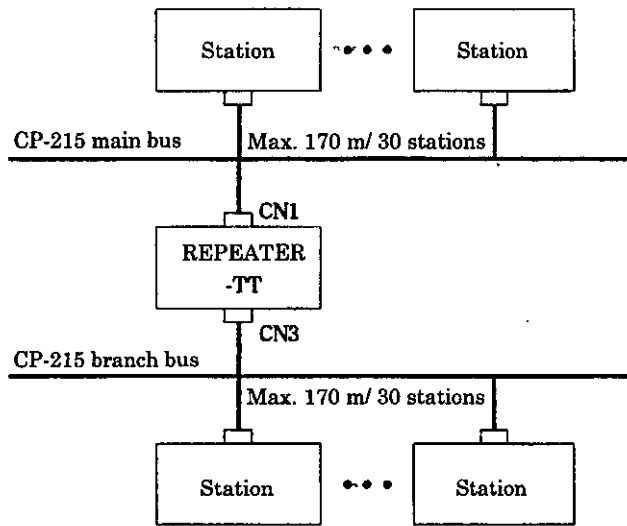 Station
Station
CP-215 main bus
Max. 170 m/ 30 stations
CN1
REPEATER
-TT
CN3
CP-215 branch bus
Max. 170 m/ 30 stations
Station
Station